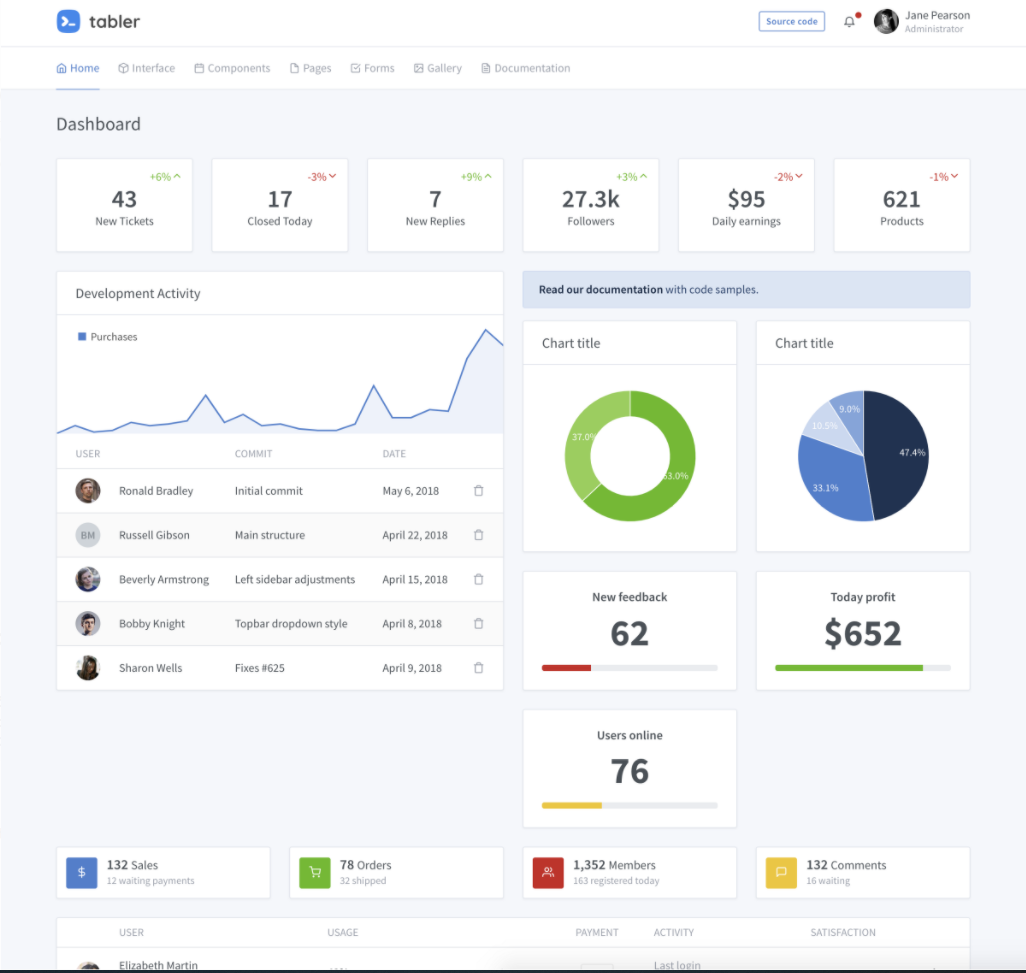 tabler
Source code
Jane Pearson
Administrator
Home Interface Components Pages Forms Gallery Documentation
Dashboard
+6%
43
New Tickets
-3%
17
Closed Today
+9%
7
New Replies
+3%
27.3k
Followers
-2%
$95
Daily earnings
-1%
621
Products
Development Activity
Purchases
USER COMMIT DATE
Ronald Bradley Initial commit May 6, 2018
BM Russell Gibson Main structure April 22, 2018
Beverly Armstrong Left sidebar adjustments April 15, 2018
Bobby Knight Topbar dropdown style April 8, 2018
Sharon Wells Fixes #625 April 9, 2018
Read our documentation with code samples.
Chart title
37.0%
63.0%
Chart title
9.0%
10.5%
47.4%
33.1%
New feedback
62
Today profit
$652
Users online
76
132 Sales
12 waiting payments
78 Orders
32 shipped
1,352 Members
163 registered today
132 Comments
16 waiting
USER USAGE PAYMENT ACTIVITY SATISFACTION
Elizabeth Martin Last login